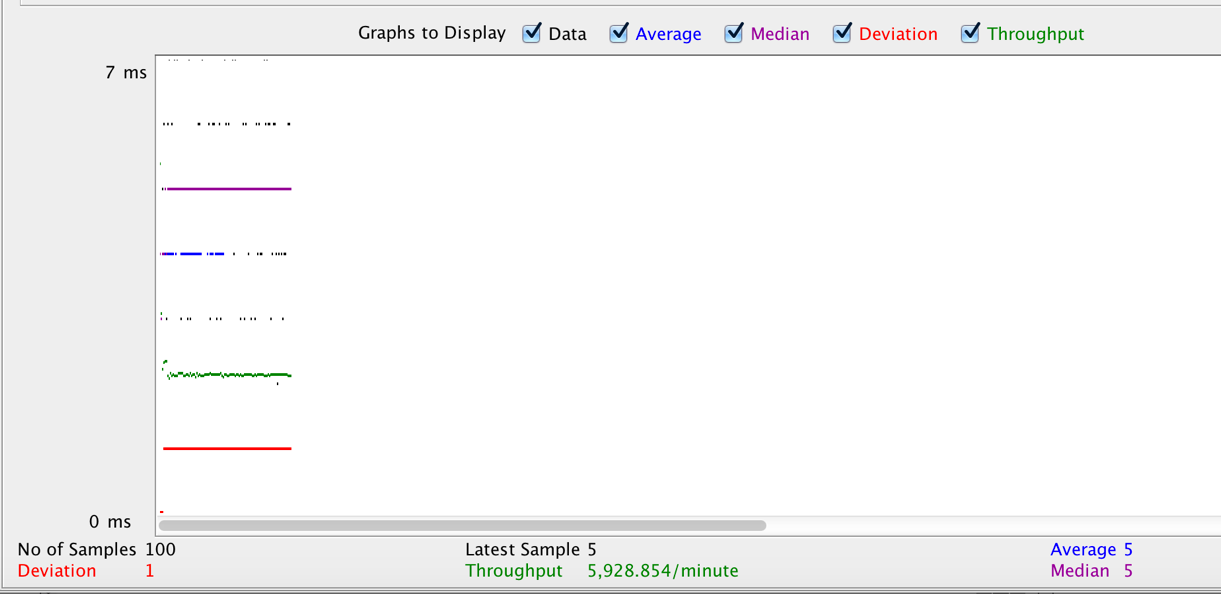 Graphs to Display Data Average Median Deviation Throughput
7 ms
0 ms
No of Samples 100 Latest Sample 5 Average 5
Deviation 1 Throughput 5,928.854/minute Median 5